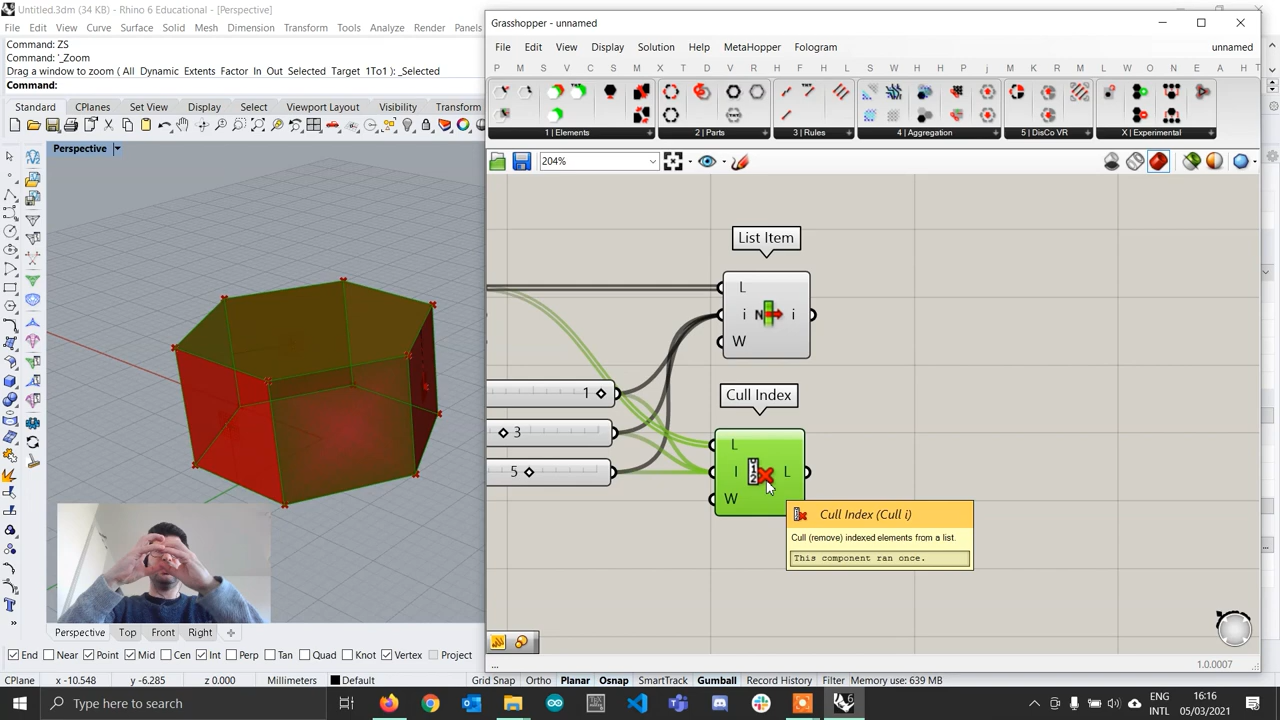 Untitled.3dm (34 KB) - Rhino 6 Educational - [Perspective]
File Edit View Curve Surface Solid Mesh Dimension Transform Tools Analyze Render Panels
Command: ZS
Command: '_Zoom
Drag a window to zoom ( All Dynamic Extents Factor In Out Selected Target 1To1 ): _Selected
Command:
Standard CPlanes Set View Display Select Viewport Layout Visibility Transform
Perspective
Grasshopper - unnamed
File Edit View Display Solution Help MetaHopper Fologram unnamed
1 | Elements 2 | Parts 3 | Rules 4 | Aggregation 5 | DisCo VR X | Experimental
204%
List Item
L
i N i
W
1
3
5
Cull Index
L
I L
W
Cull Index (Cull i)
Cull (remove) indexed elements from a list.
This component ran once.
...
1.0.0007
Perspective Top Front Right
End Near Point Mid Cen Int Perp Tan Quad Knot Vertex Project
CPlane x -10.548 y -6.285 z 0.000 Millimeters Default Grid Snap Ortho Planar Osnap SmartTrack Gumball Record History Filter Memory use: 639 MB
Type here to search
ENG
INTL
16:16
05/03/2021